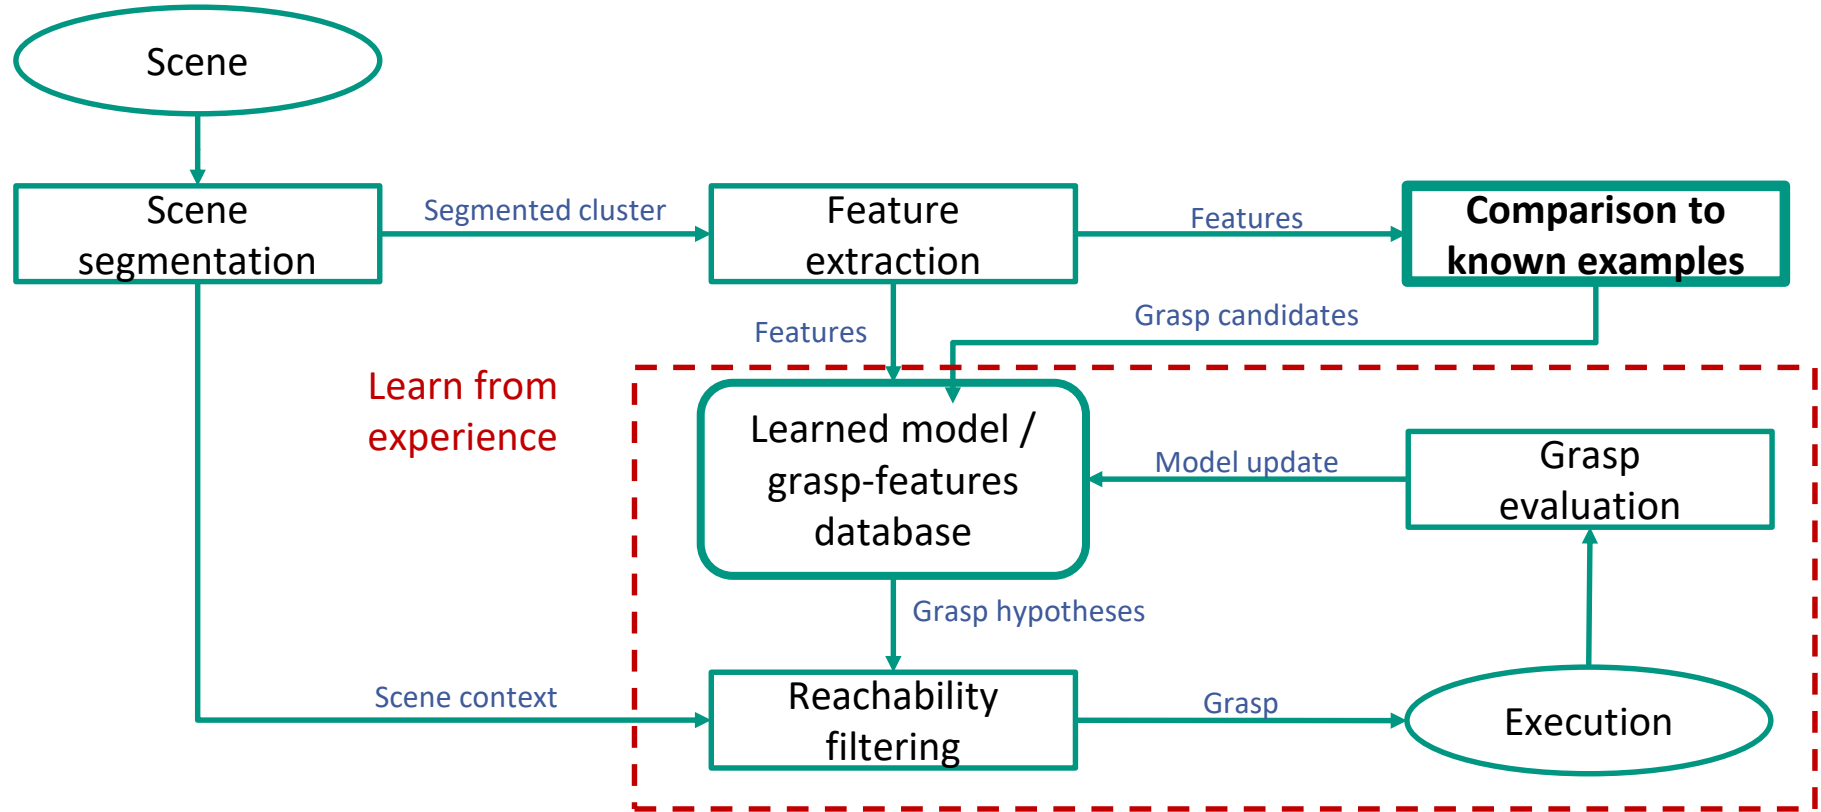 Scene
Scene
segmentation
Segmented cluster
Feature
extraction
Features
Comparison to
known examples
Features
Grasp candidates
Learn from
experience
Learned model /
grasp-features
database
Model update
Grasp
evaluation
Grasp hypotheses
Scene context
Reachability
filtering
Grasp
Execution